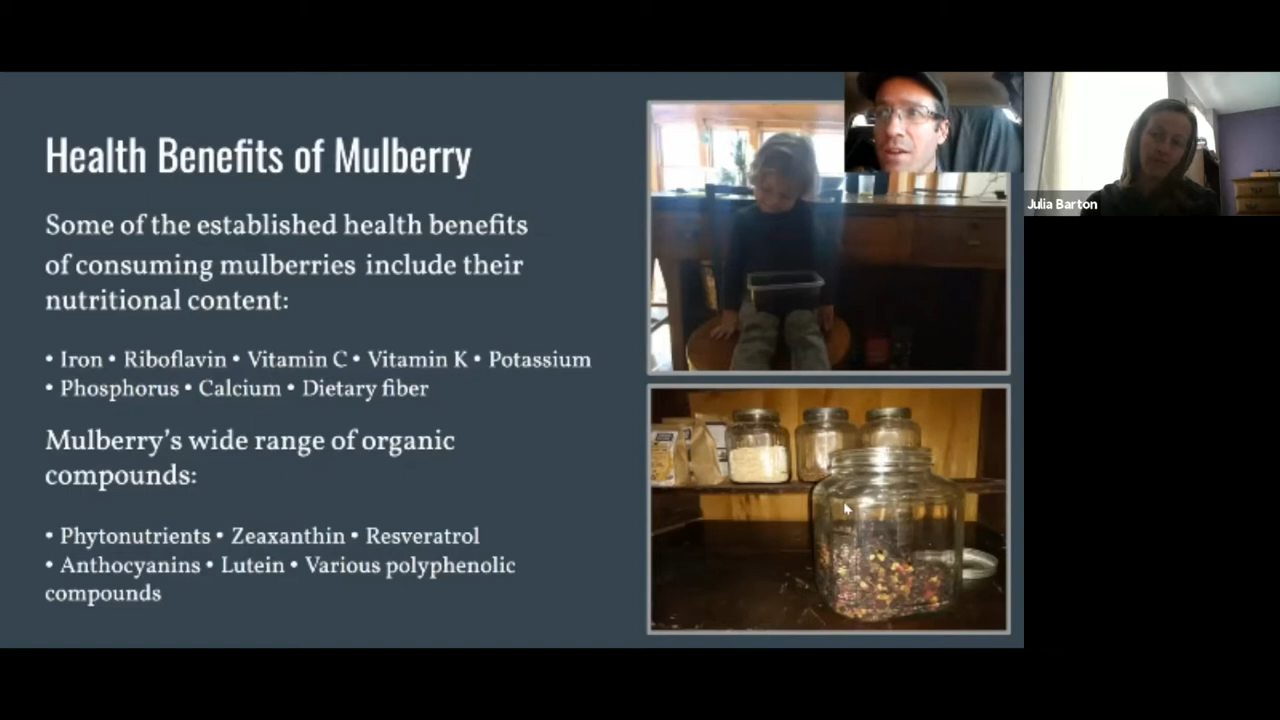 Health Benefits of Mulberry
Some of the established health benefits
of consuming mulberries include their
nutritional content:
• Iron • Riboflavin • Vitamin C • Vitamin K • Potassium
• Phosphorus • Calcium • Dietary fiber
Mulberry's wide range of organic
compounds:
• Phytonutrients • Zeaxanthin • Resveratrol
• Anthocyanins • Lutein • Various polyphenolic
compounds
Julia Barton